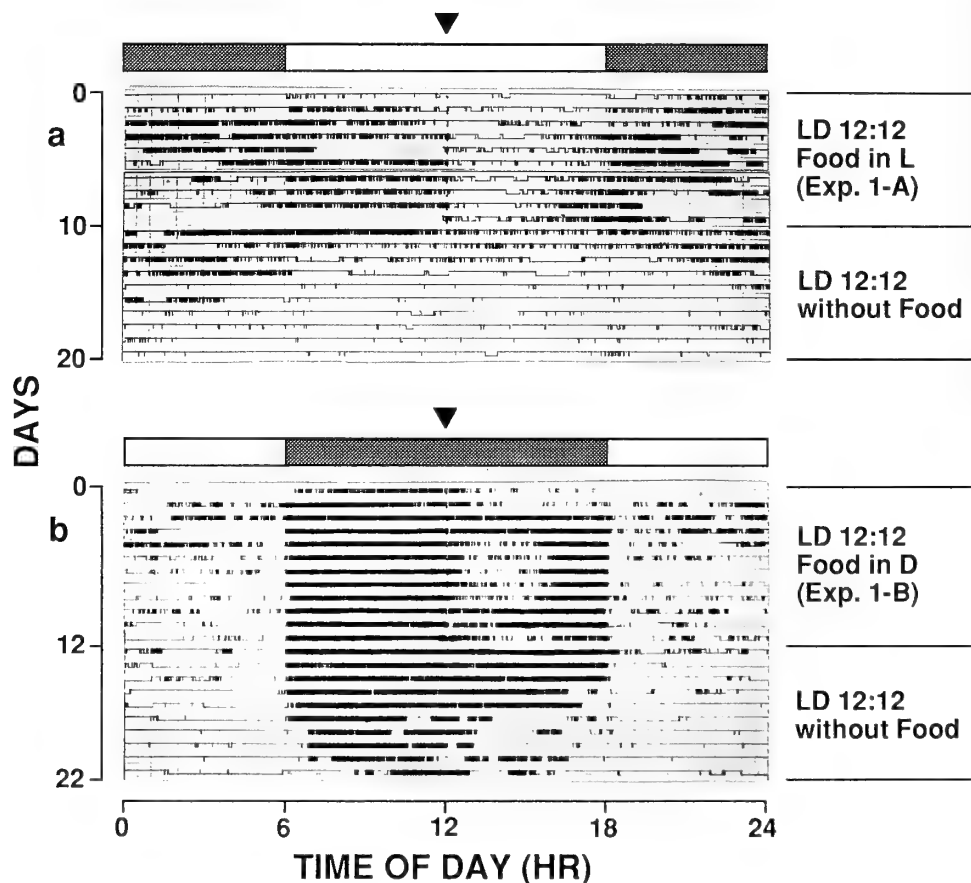 a
0
10
20
LD 12:12
Food in L
(Exp. 1-A)
LD 12:12
without Food
DAYS
b
0
12
22
LD 12:12
Food in D
(Exp. 1-B)
LD 12:12
without Food
0 6 12 18 24
TIME OF DAY (HR)